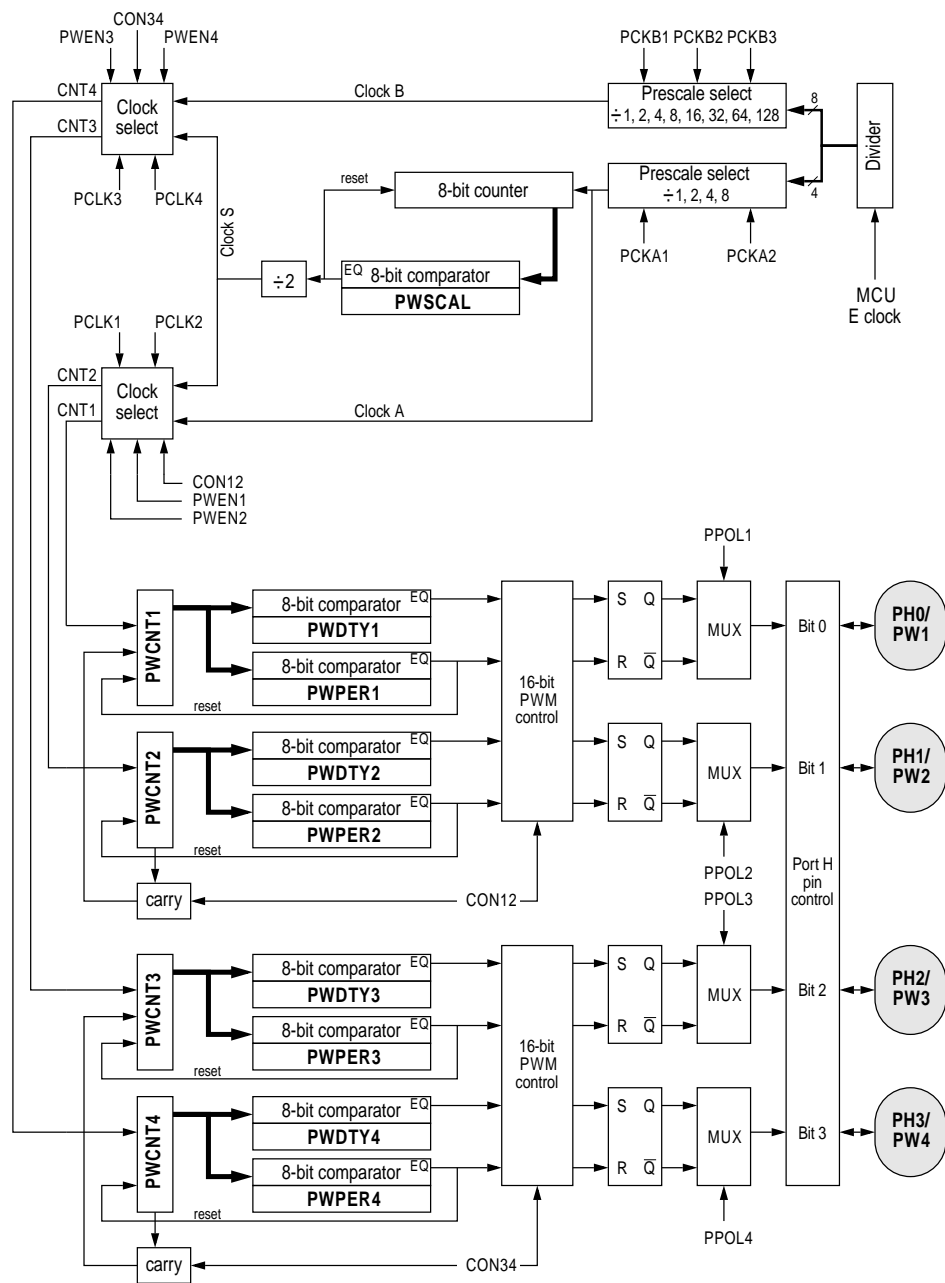 CON34
PWEN3 PWEN4
PCKB1 PCKB2 PCKB3
CNT4
Clock
select
Clock B
Prescale select
÷ 1, 2, 4, 8, 16, 32, 64, 128
8
Divider
CNT3
PCLK3 PCLK4
reset
8-bit counter
Prescale select
÷ 1, 2, 4, 8
4
Clock S
÷2
EQ
8-bit comparator
PWSCAL
PCKA1 PCKA2
MCU
E clock
PCLK1 PCLK2
CNT2
Clock
select
CNT1
Clock A
CON12
PWEN1
PWEN2
PPOL1
PWCNT1
8-bit comparator EQ
PWDTY1
8-bit comparator EQ
PWPER1
reset
16-bit
PWM
control
S Q
R Q̅
MUX
Bit 0
PH0/
PW1
PWCNT2
8-bit comparator EQ
PWDTY2
8-bit comparator EQ
PWPER2
reset
S Q
R Q̅
MUX
Bit 1
PH1/
PW2
carry
CON12
PPOL2
PPOL3
Port H
pin
control
PWCNT3
8-bit comparator EQ
PWDTY3
8-bit comparator EQ
PWPER3
reset
16-bit
PWM
control
S Q
R Q̅
MUX
Bit 2
PH2/
PW3
PWCNT4
8-bit comparator EQ
PWDTY4
8-bit comparator EQ
PWPER4
reset
S Q
R Q̅
MUX
Bit 3
PH3/
PW4
carry
CON34
PPOL4